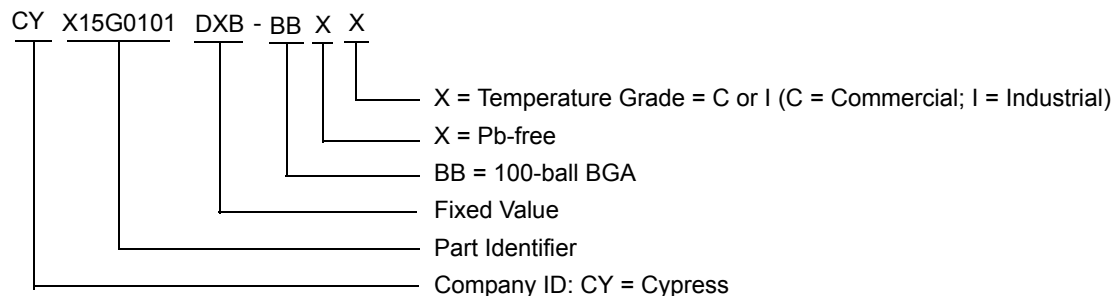 CY X15G0101 DXB - BB X X
X = Temperature Grade = C or I (C = Commercial; I = Industrial)
X = Pb-free
BB = 100-ball BGA
Fixed Value
Part Identifier
Company ID: CY = Cypress